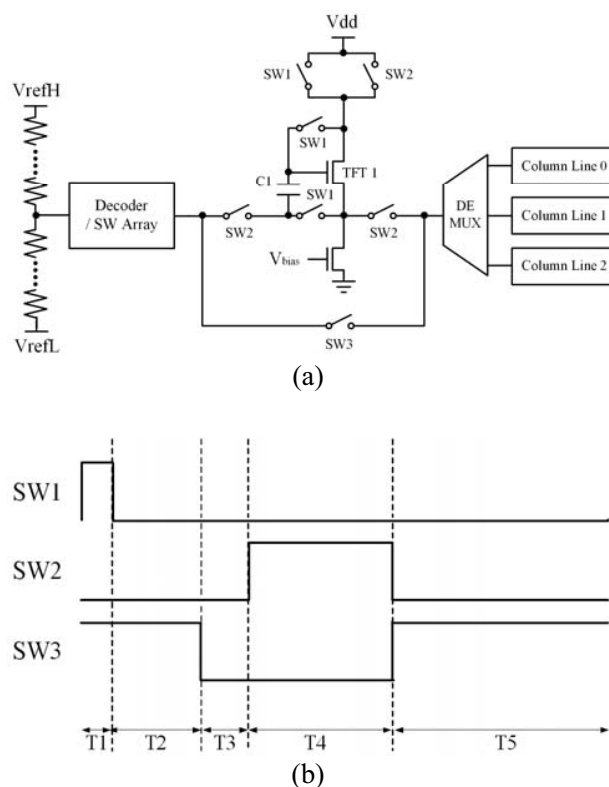 Vdd
SW1
SW2
VrefH
SW1
TFT 1
C1
SW1
Decoder
/ SW Array
SW2
SW2
Vbias
DE
MUX
Column Line 0
Column Line 1
Column Line 2
SW3
VrefL
(a)
SW1
SW2
SW3
T1
T2
T3
T4
T5
(b)